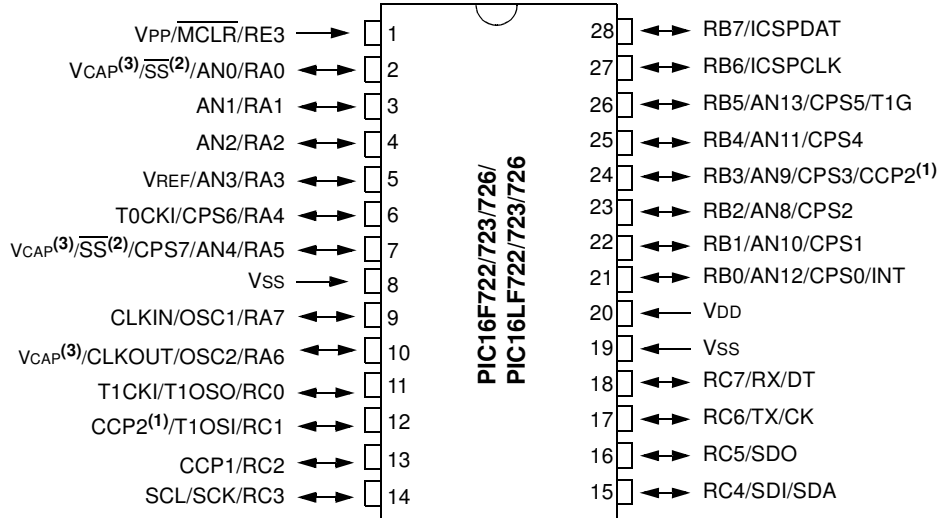 VPP/MCLR/RE3
1
VCAP(3)/SS(2)/AN0/RA0
2
AN1/RA1
3
AN2/RA2
4
VREF/AN3/RA3
5
T0CKI/CPS6/RA4
6
VCAP(3)/SS(2)/CPS7/AN4/RA5
7
VSS
8
CLKIN/OSC1/RA7
9
VCAP(3)/CLKOUT/OSC2/RA6
10
T1CKI/T1OSO/RC0
11
CCP2(1)/T1OSI/RC1
12
CCP1/RC2
13
SCL/SCK/RC3
14
PIC16F722/723/726/
PIC16LF722/723/726
28
RB7/ICSPDAT
27
RB6/ICSPCLK
26
RB5/AN13/CPS5/T1G
25
RB4/AN11/CPS4
24
RB3/AN9/CPS3/CCP2(1)
23
RB2/AN8/CPS2
22
RB1/AN10/CPS1
21
RB0/AN12/CPS0/INT
20
VDD
19
VSS
18
RC7/RX/DT
17
RC6/TX/CK
16
RC5/SDO
15
RC4/SDI/SDA